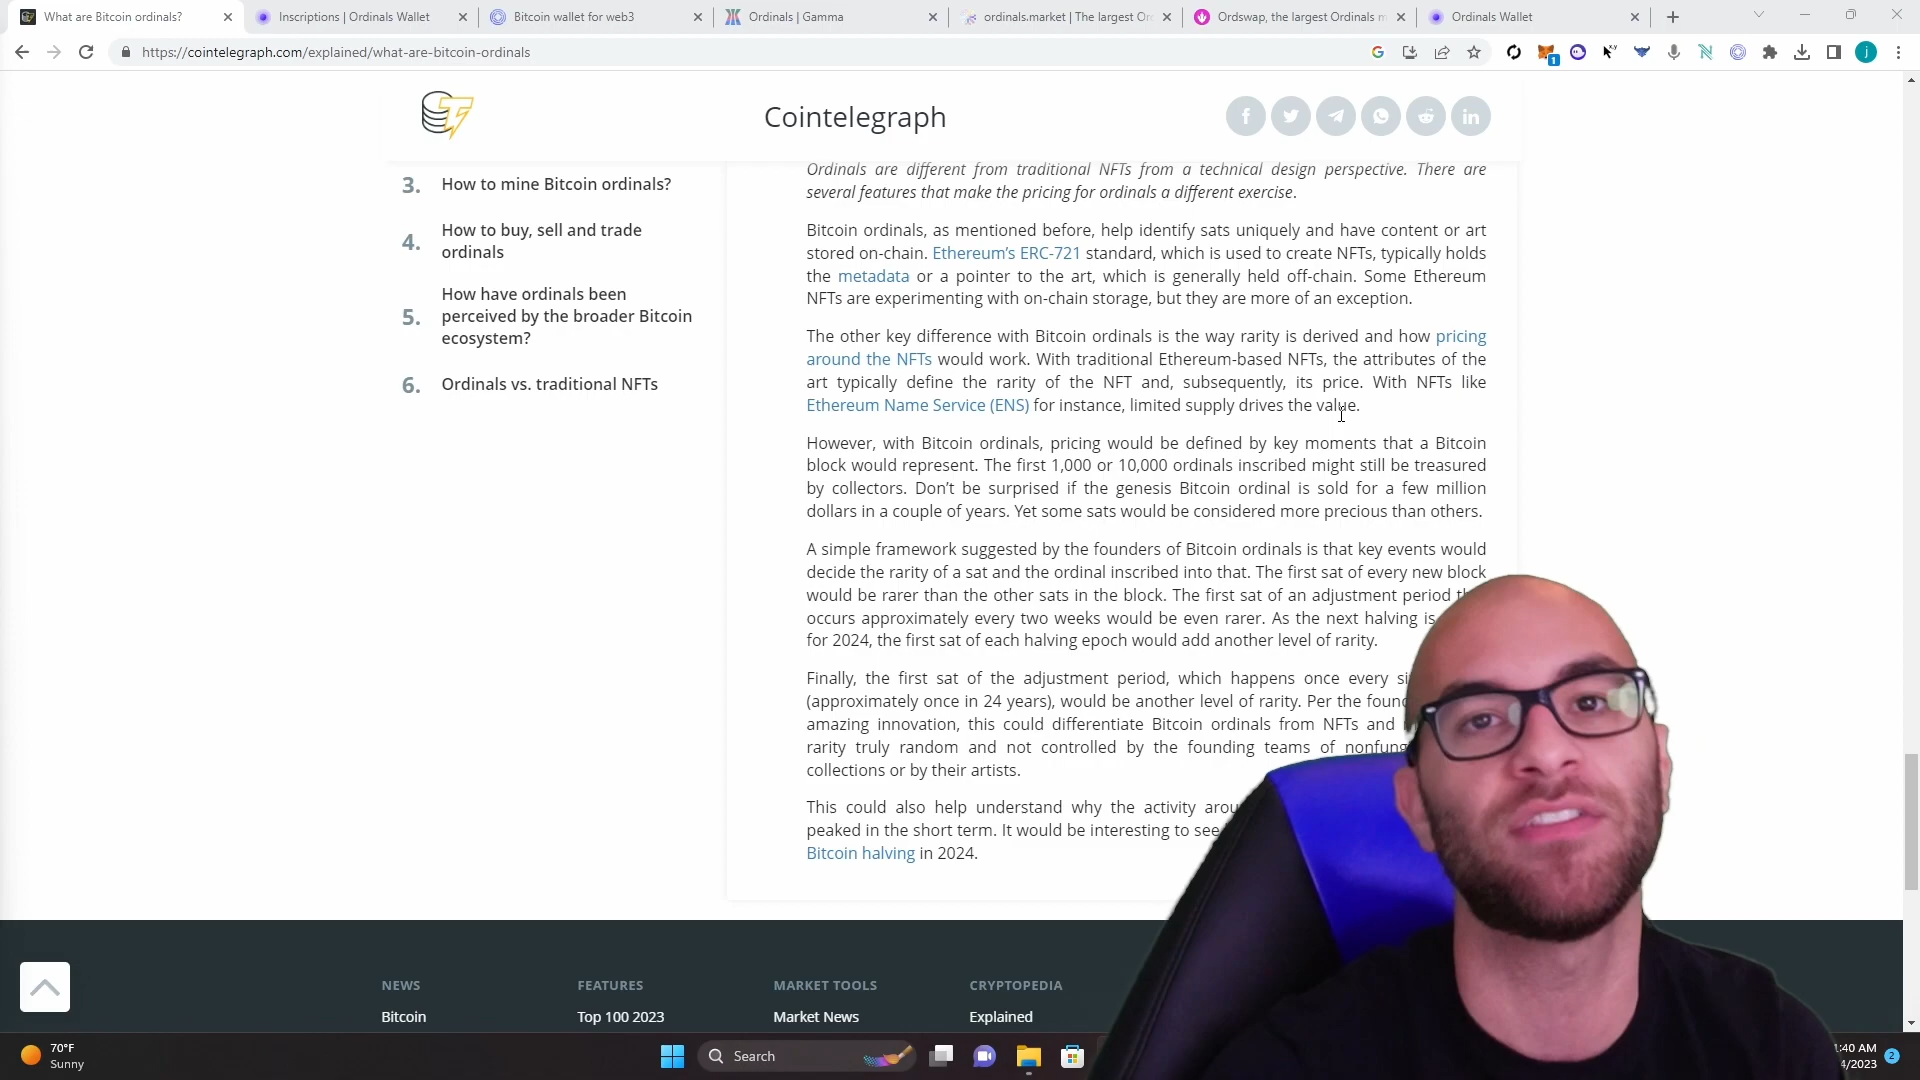 What are Bitcoin ordinals?
Inscriptions | Ordinals Wallet
Bitcoin wallet for web3
Ordinals | Gamma
ordinals.market | The largest Or
Ordswap, the largest Ordinals m
Ordinals Wallet
https://cointelegraph.com/explained/what-are-bitcoin-ordinals
1
j
Cointelegraph
3. How to mine Bitcoin ordinals?
4. How to buy, sell and trade
ordinals
5. How have ordinals been
perceived by the broader Bitcoin
ecosystem?
6. Ordinals vs. traditional NFTs
Ordinals are different from traditional NFTs from a technical design perspective. There are
several features that make the pricing for ordinals a different exercise.
Bitcoin ordinals, as mentioned before, help identify sats uniquely and have content or art
stored on-chain. Ethereum's ERC-721 standard, which is used to create NFTs, typically holds
the metadata or a pointer to the art, which is generally held off-chain. Some Ethereum
NFTs are experimenting with on-chain storage, but they are more of an exception.
The other key difference with Bitcoin ordinals is the way rarity is derived and how pricing
around the NFTs would work. With traditional Ethereum-based NFTs, the attributes of the
art typically define the rarity of the NFT and, subsequently, its price. With NFTs like
Ethereum Name Service (ENS) for instance, limited supply drives the value.
However, with Bitcoin ordinals, pricing would be defined by key moments that a Bitcoin
block would represent. The first 1,000 or 10,000 ordinals inscribed might still be treasured
by collectors. Don't be surprised if the genesis Bitcoin ordinal is sold for a few million
dollars in a couple of years. Yet some sats would be considered more precious than others.
A simple framework suggested by the founders of Bitcoin ordinals is that key events would
decide the rarity of a sat and the ordinal inscribed into that. The first sat of every new block
would be rarer than the other sats in the block. The first sat of an adjustment period
occurs approximately every two weeks would be even rarer. As the next halving is
for 2024, the first sat of each halving epoch would add another level of rarity.
Finally, the first sat of the adjustment period, which happens once every
(approximately once in 24 years), would be another level of rarity. Per the
amazing innovation, this could differentiate Bitcoin ordinals from NFTs and
rarity truly random and not controlled by the founding teams of
collections or by their artists.
This could also help understand why the activity
peaked in the short term. It would be interesting to see
Bitcoin halving in 2024.
NEWS
FEATURES
MARKET TOOLS
CRYPTOPEDIA
Bitcoin
Top 100 2023
Market News
Explained
70°F
Sunny
Search
:40 AM
4/2023
2